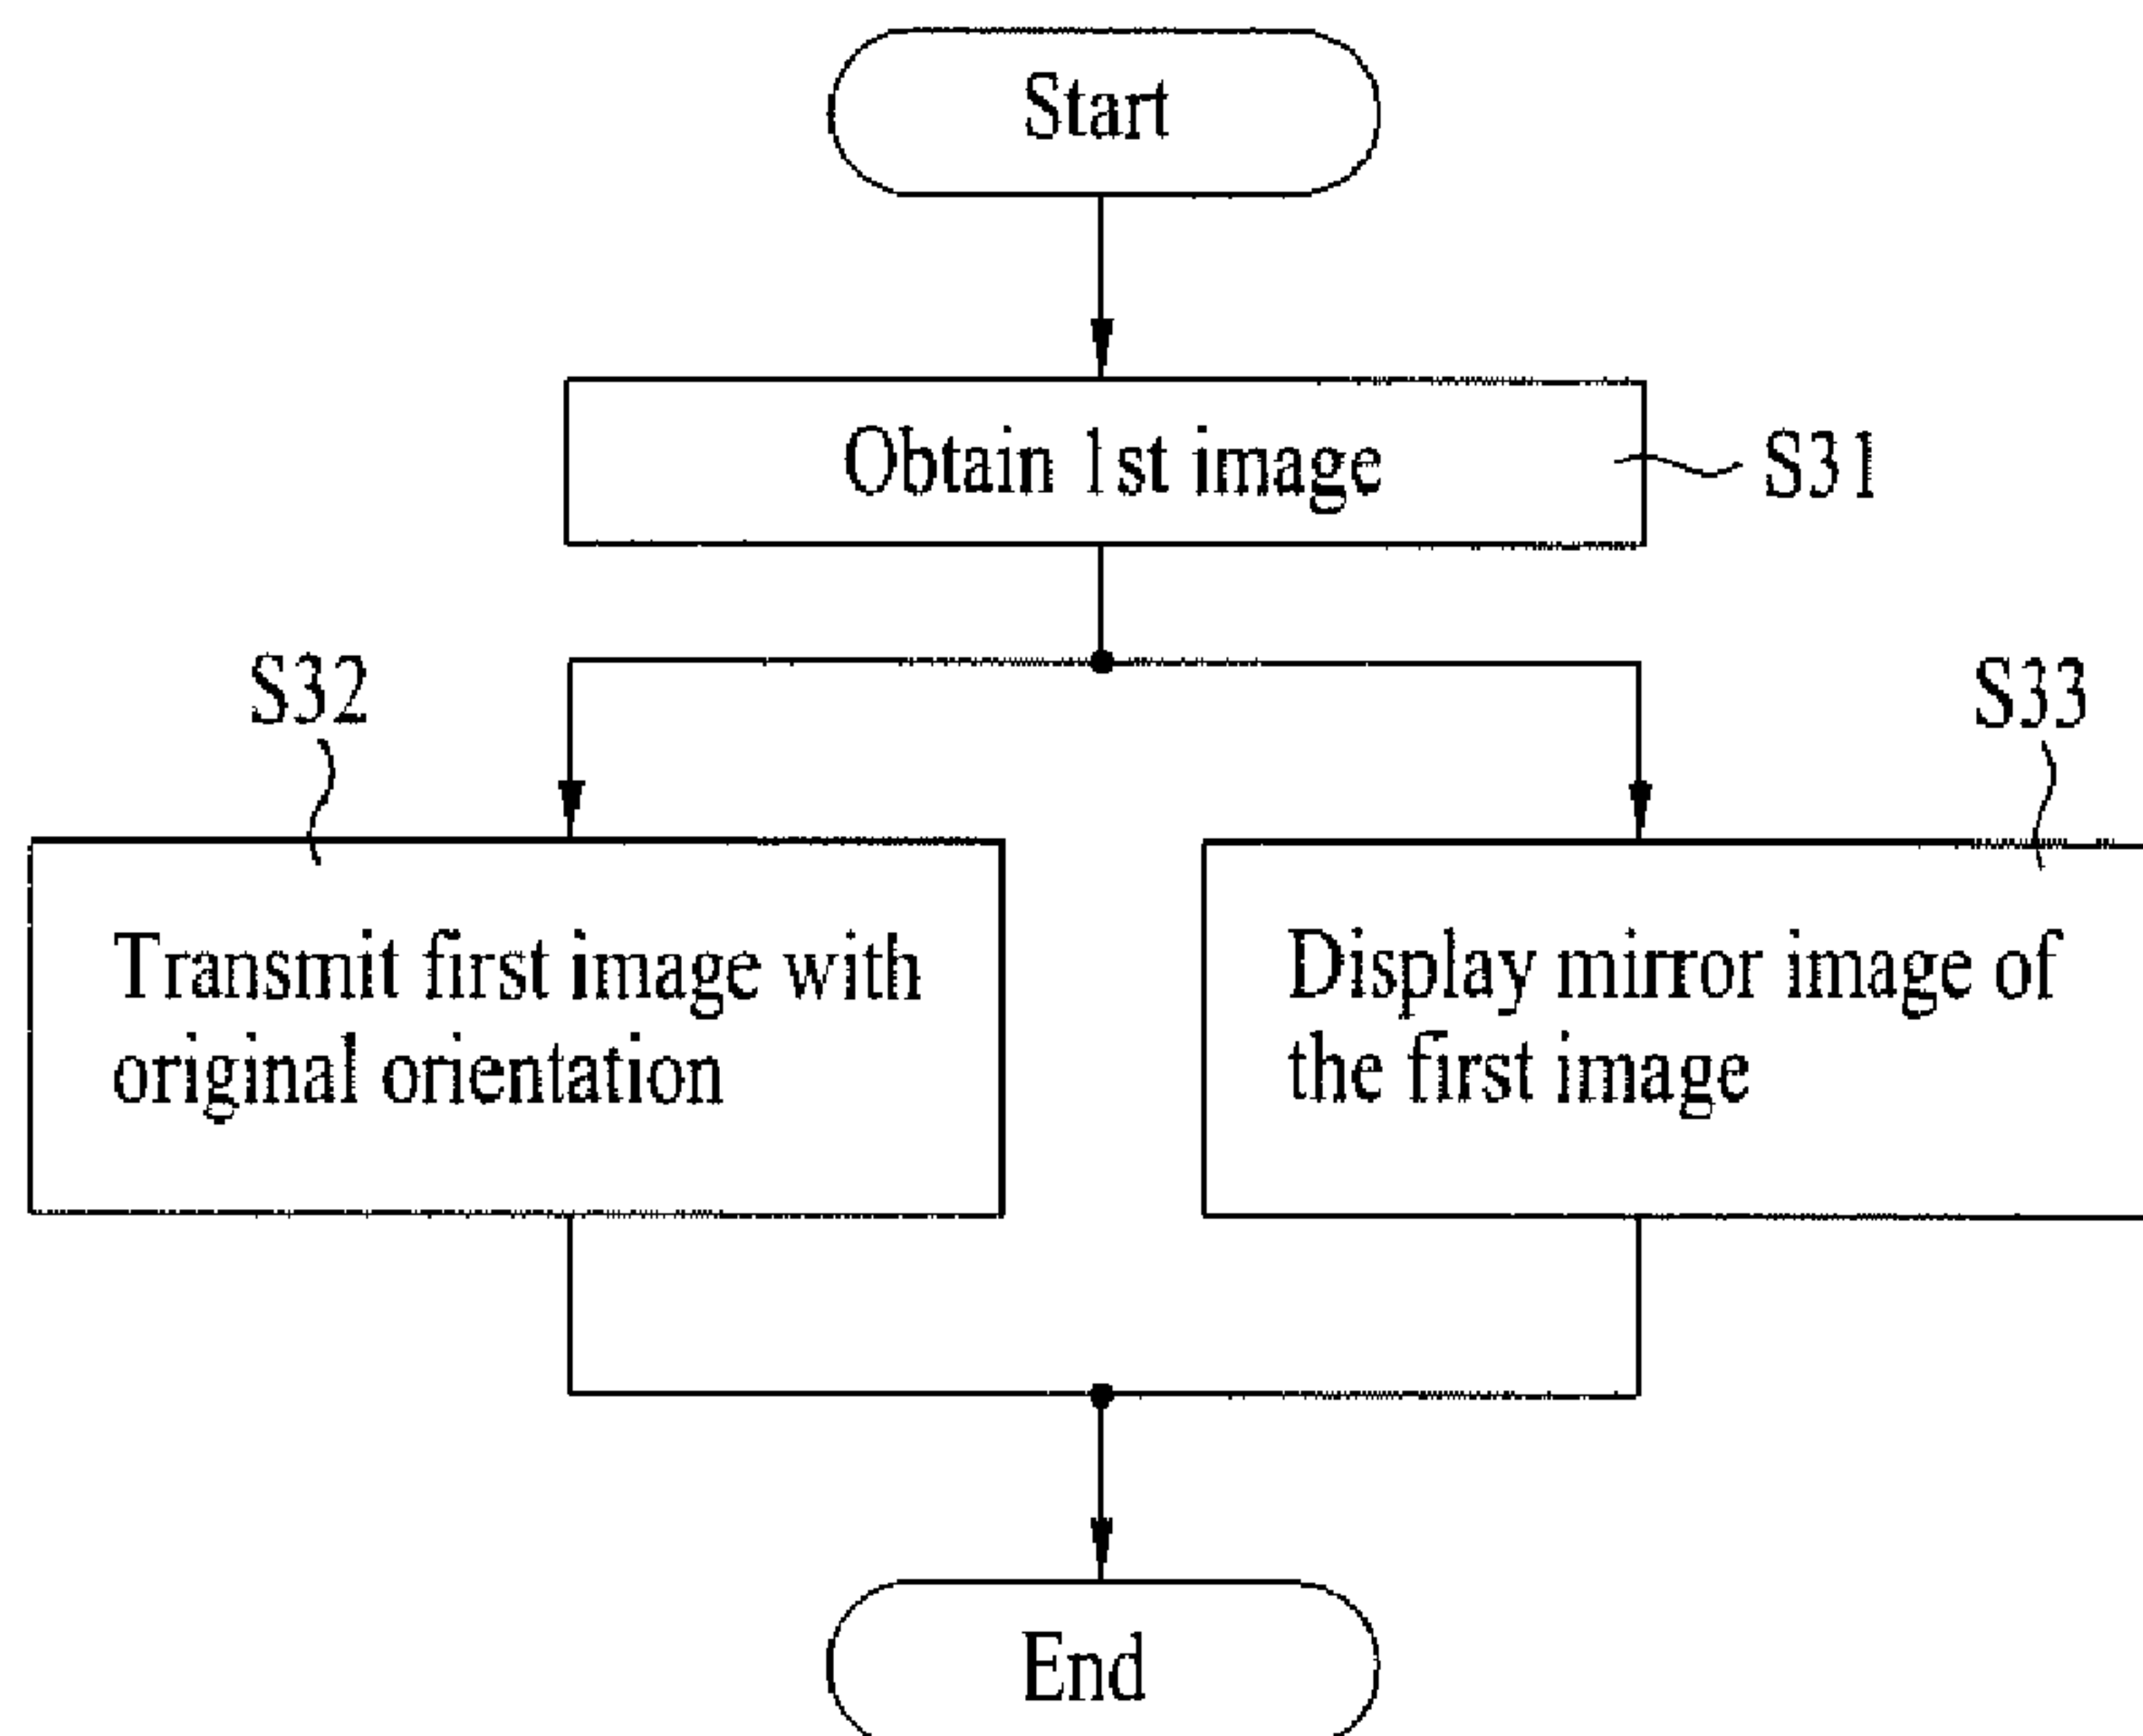 Start
Obtain 1st image
S31
S32
S33
Transmit first image with
original orientation
Display mirror image of
the first image
End